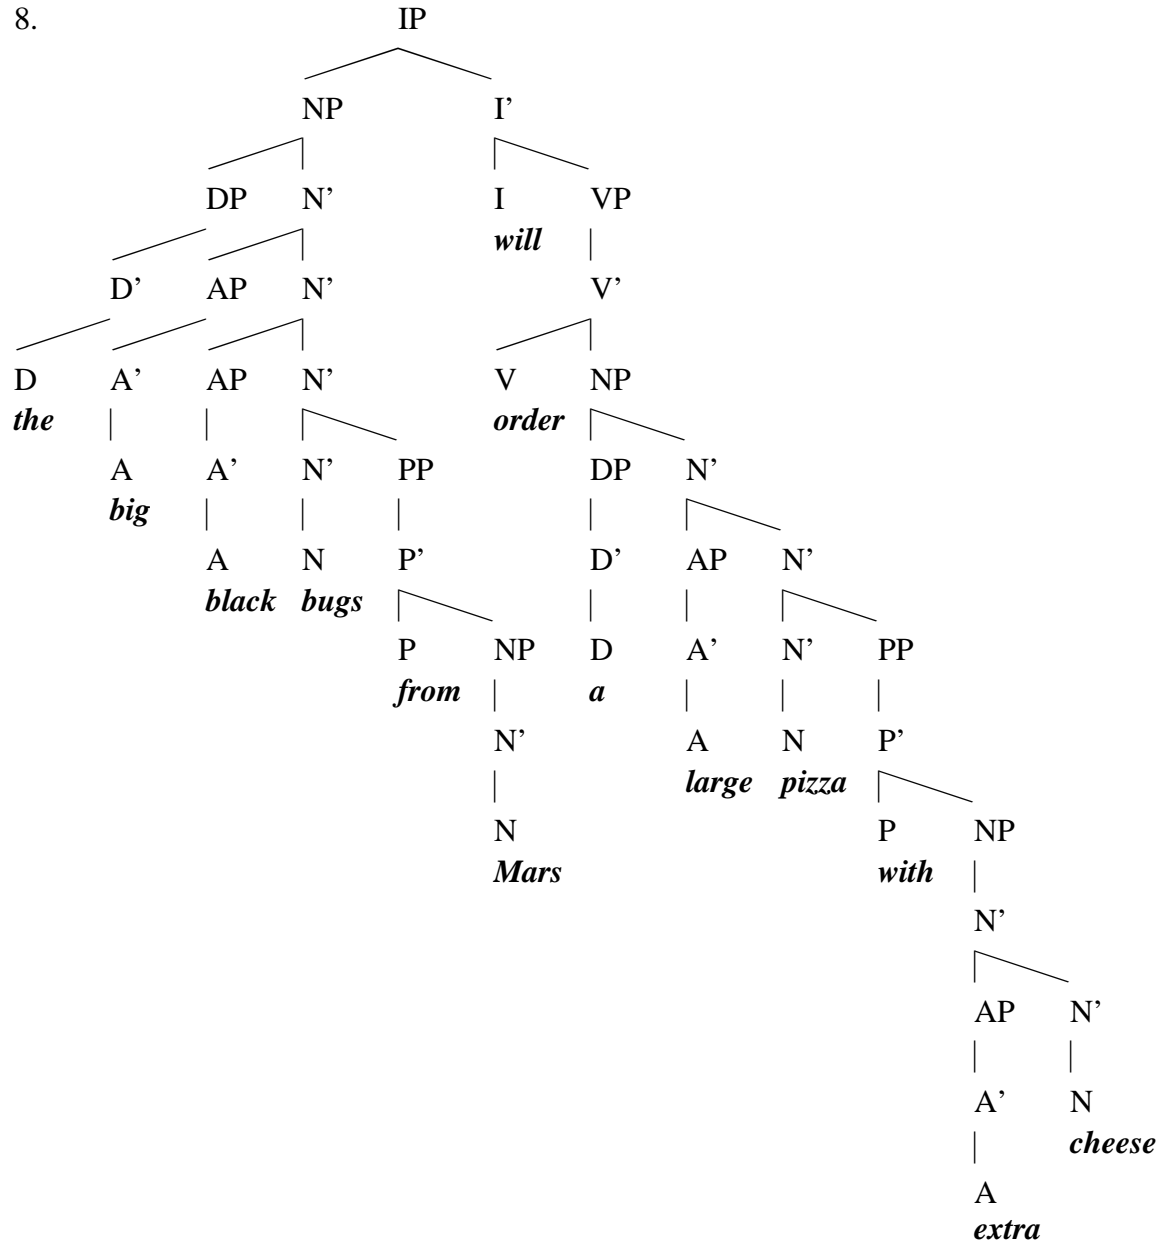 8. IP
NP I’
DP N’ I VP
will
D’ AP N’ V’
D A’ AP N’ V NP
the order
A A’ N’ PP DP N’
big
A N P’ D’ AP N’
black bugs
P NP D A’ N’ PP
from a
N’ A N P’
large pizza
N P NP
Mars with
N’
AP N’
A’ N
cheese
A
extra